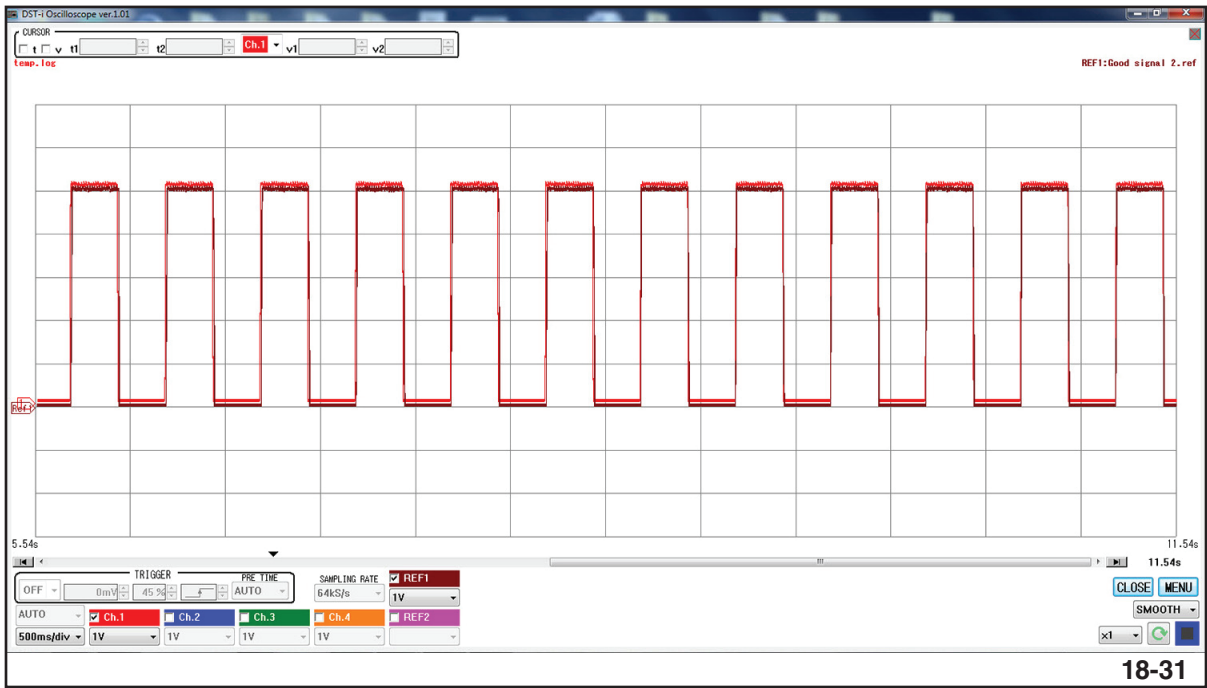 DST-i Oscilloscope ver.1.01
CURSOR
t v t1 t2 Ch.1 v1 v2
temp.log
REF1:Good signal 2.ref
Ref1
5.54s
11.54s
11.54s
TRIGGER
PRE TIME
SAMPLING RATE
REF1
OFF 0mV 45 % AUTO 64kS/s 1V
CLOSE MENU
AUTO Ch.1 Ch.2 Ch.3 Ch.4 REF2
SMOOTH
500ms/div 1V 1V 1V 1V
x1
18-31